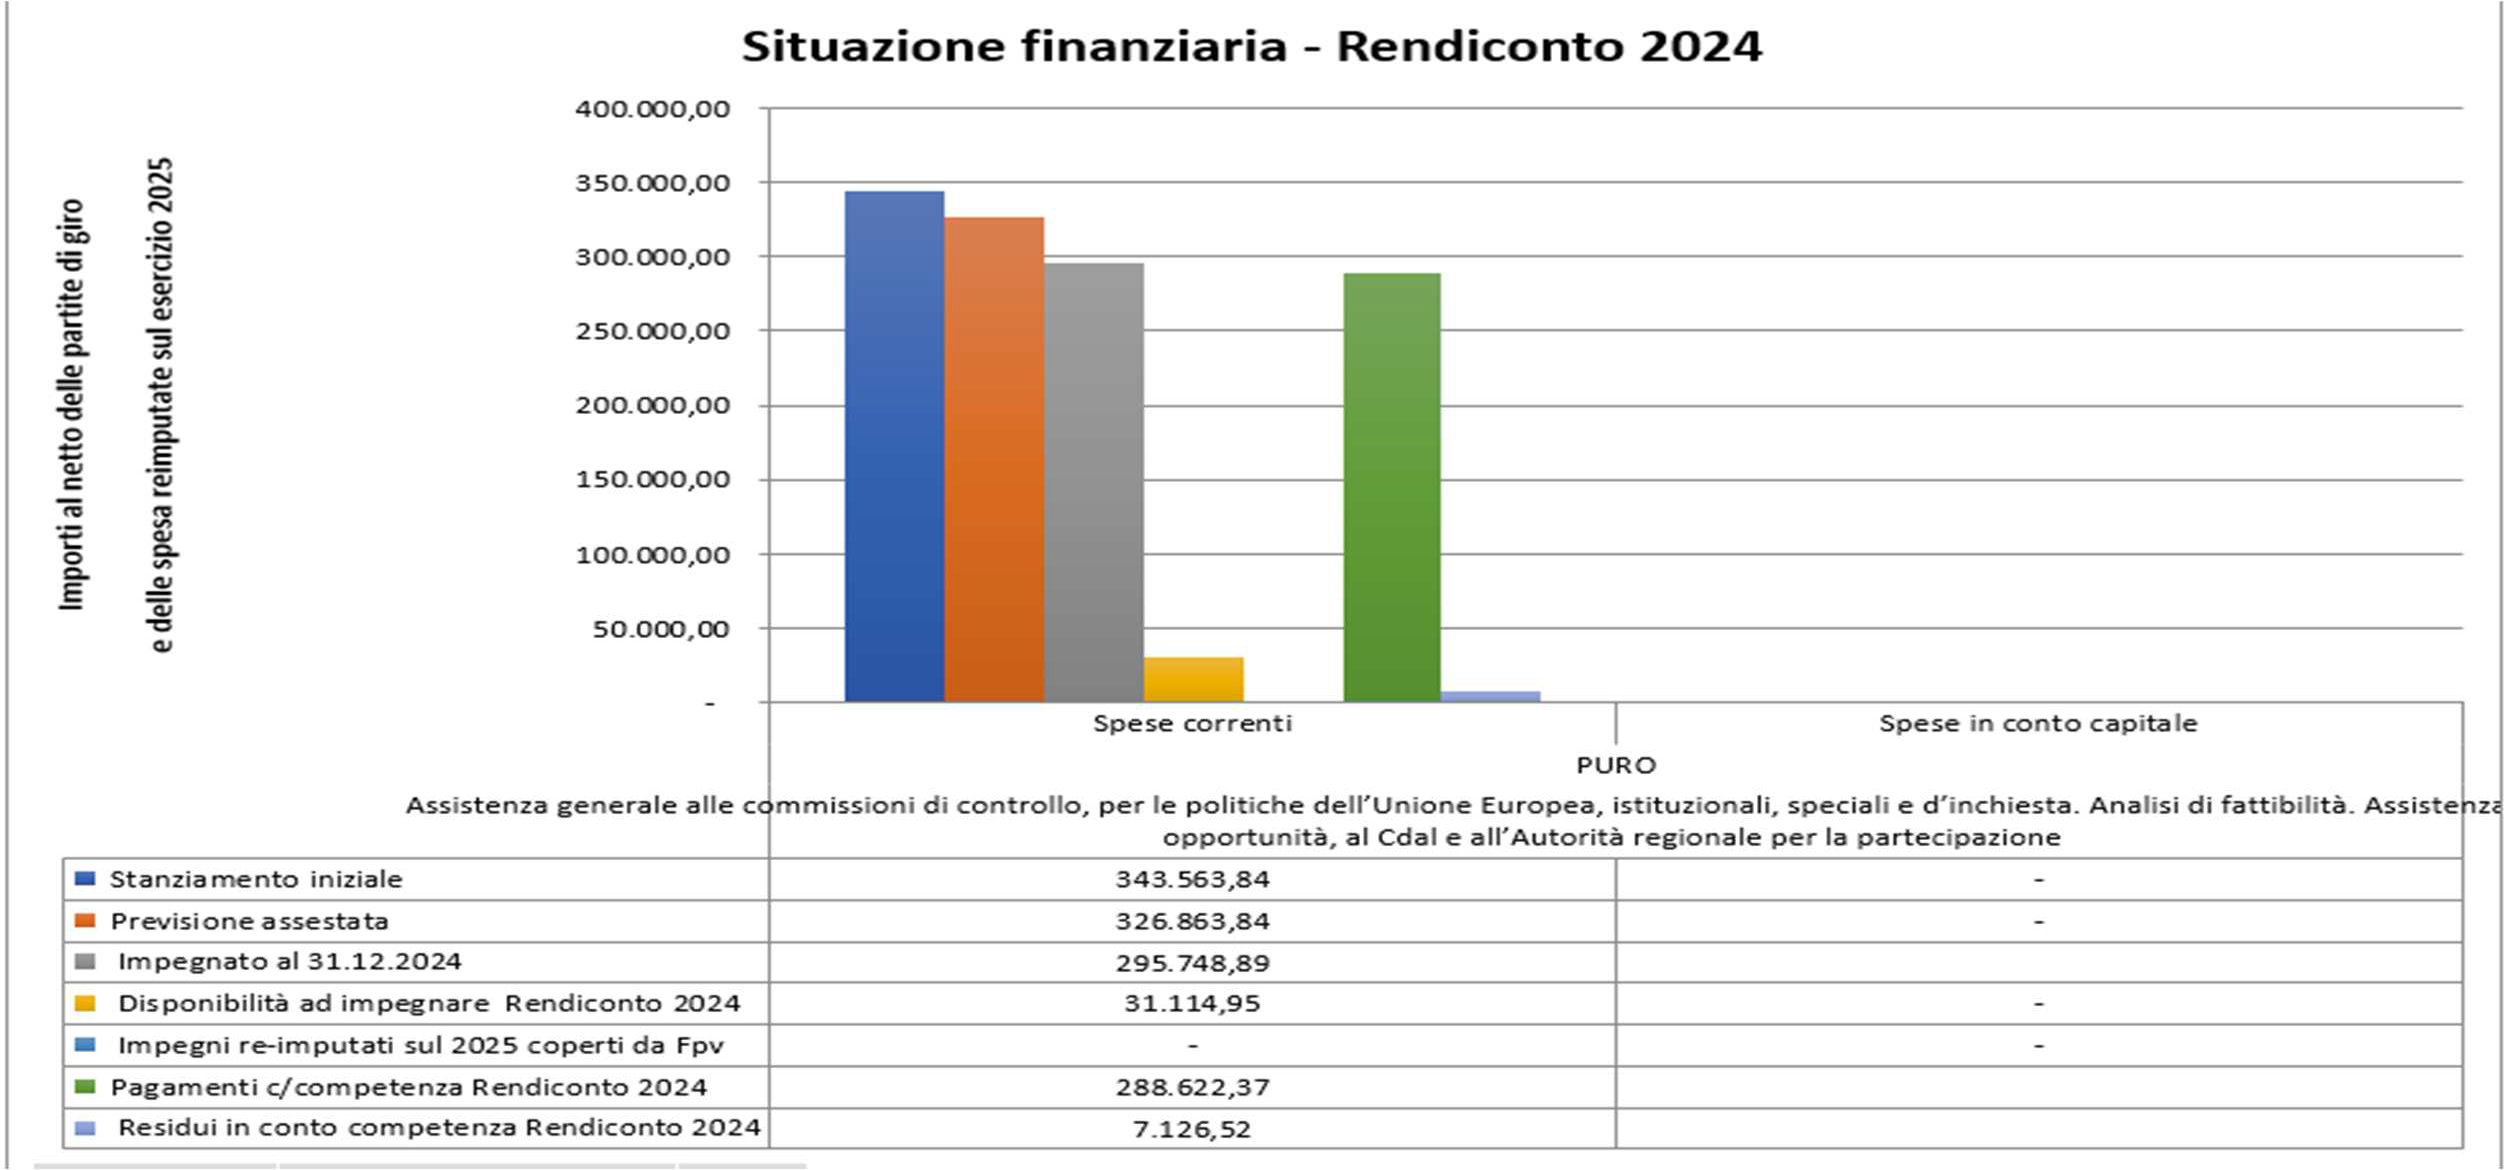 Situazione finanziaria - Rendiconto 2024
Importi al netto delle partite di giro
e delle spesa reimputate sul esercizio 2025
400.000,00
350.000,00
300.000,00
250.000,00
200.000,00
150.000,00
100.000,00
50.000,00
-
Spese correnti Spese in conto capitale
PURO
Assistenza generale alle commissioni di controllo, per le politiche dell’Unione Europea, istituzionali, speciali e d’inchiesta. Analisi di fattibilità. Assistenza
opportunità, al Cdal e all’Autorità regionale per la partecipazione
Stanziamento iniziale 343.563,84 -
Previsione assestata 326.863,84 -
Impegnato al 31.12.2024 295.748,89
Disponibilità ad impegnare Rendiconto 2024 31.114,95 -
Impegni re-imputati sul 2025 coperti da Fpv - -
Pagamenti c/competenza Rendiconto 2024 288.622,37
Residui in conto competenza Rendiconto 2024 7.126,52